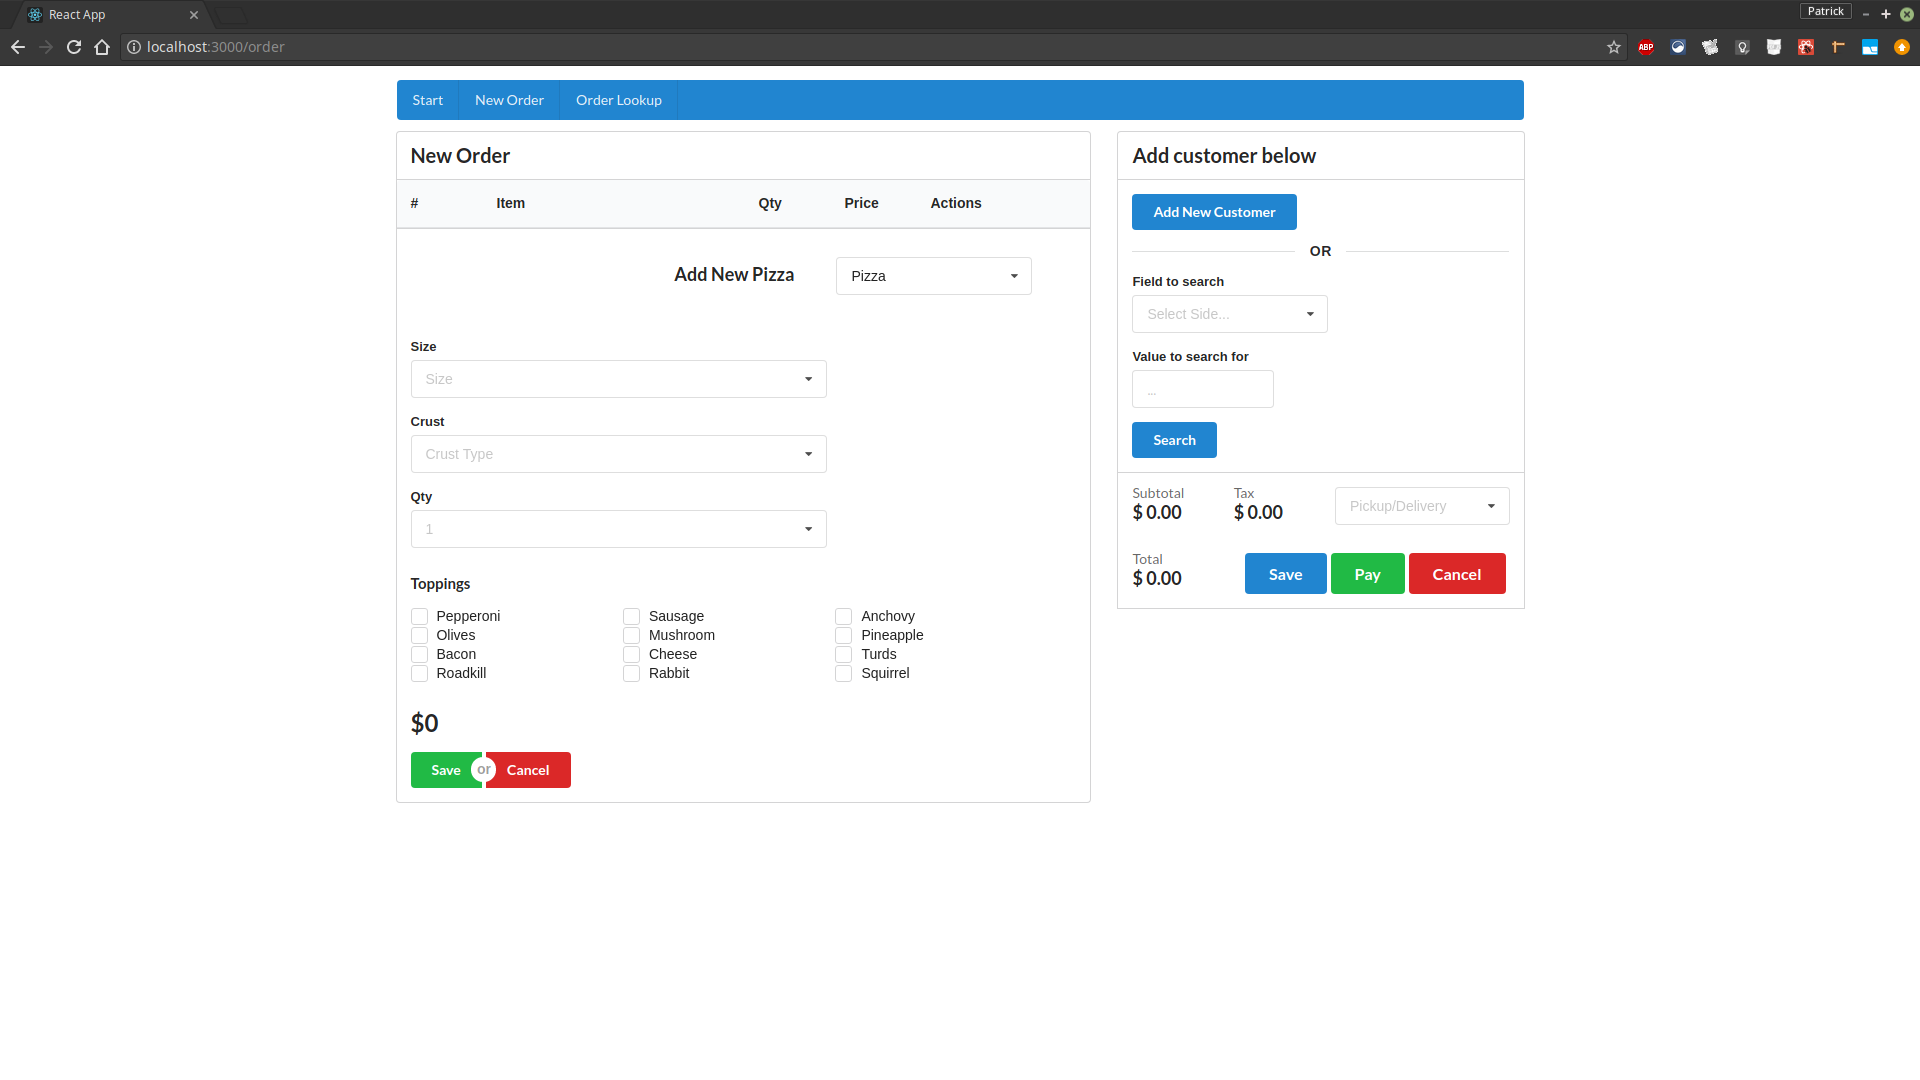 React App
Patrick
localhost:3000/order
ABP
Start New Order Order Lookup
New Order
# Item Qty Price Actions
Add New Pizza Pizza
Size
Size
Crust
Crust Type
Qty
1
Toppings
Pepperoni Sausage Anchovy
Olives Mushroom Pineapple
Bacon Cheese Turds
Roadkill Rabbit Squirrel
$0
Save or Cancel
Add customer below
Add New Customer
OR
Field to search
Select Side...
Value to search for
...
Search
Subtotal Tax
$ 0.00 $ 0.00 Pickup/Delivery
Total
$ 0.00 Save Pay Cancel